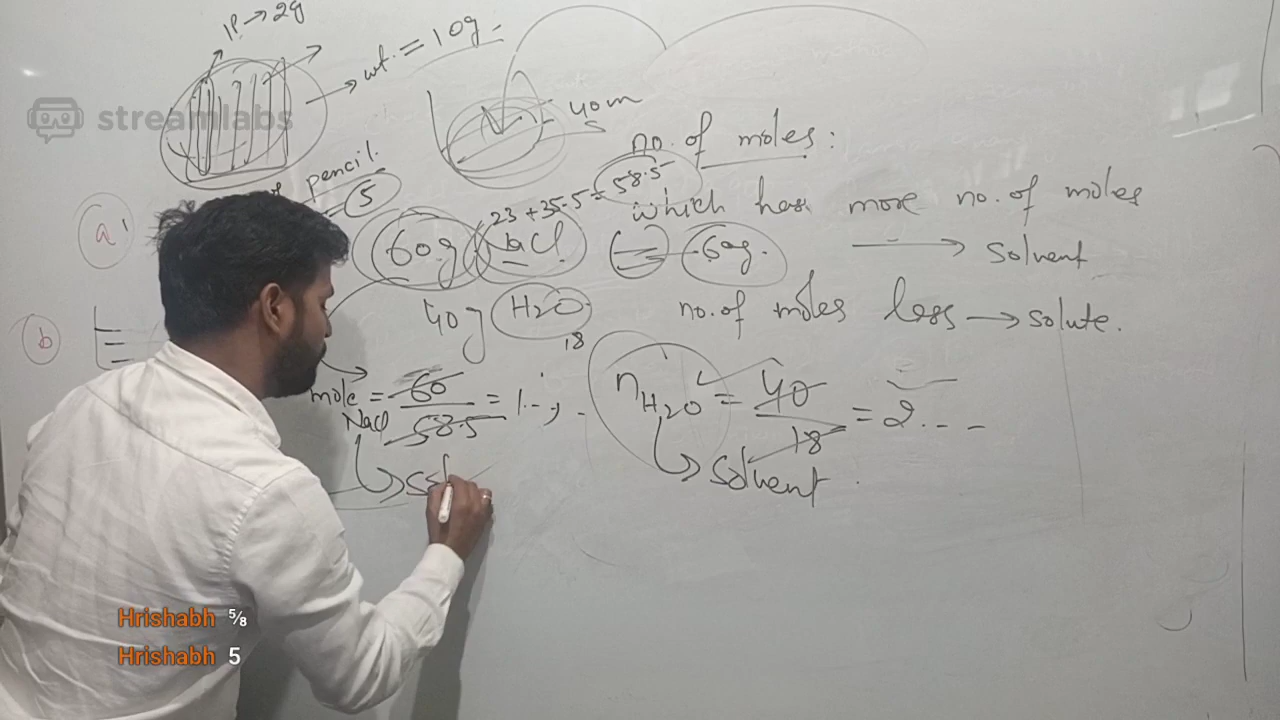 1P → 2g
wt. = 10g
streamlabs
40m
no. of moles:
pencil.
= 5
23 + 35.5 = 58.5
which has more no. of moles
→ solvent
a
60g NaCl
60g.
40g H2O
18
no. of moles less → solute.
b
mole NaCl = 60/58.5 = 1...
nH2O = 40/18 = 2...
→ sol
→ solvent
Hrishabh ⅝
Hrishabh 5